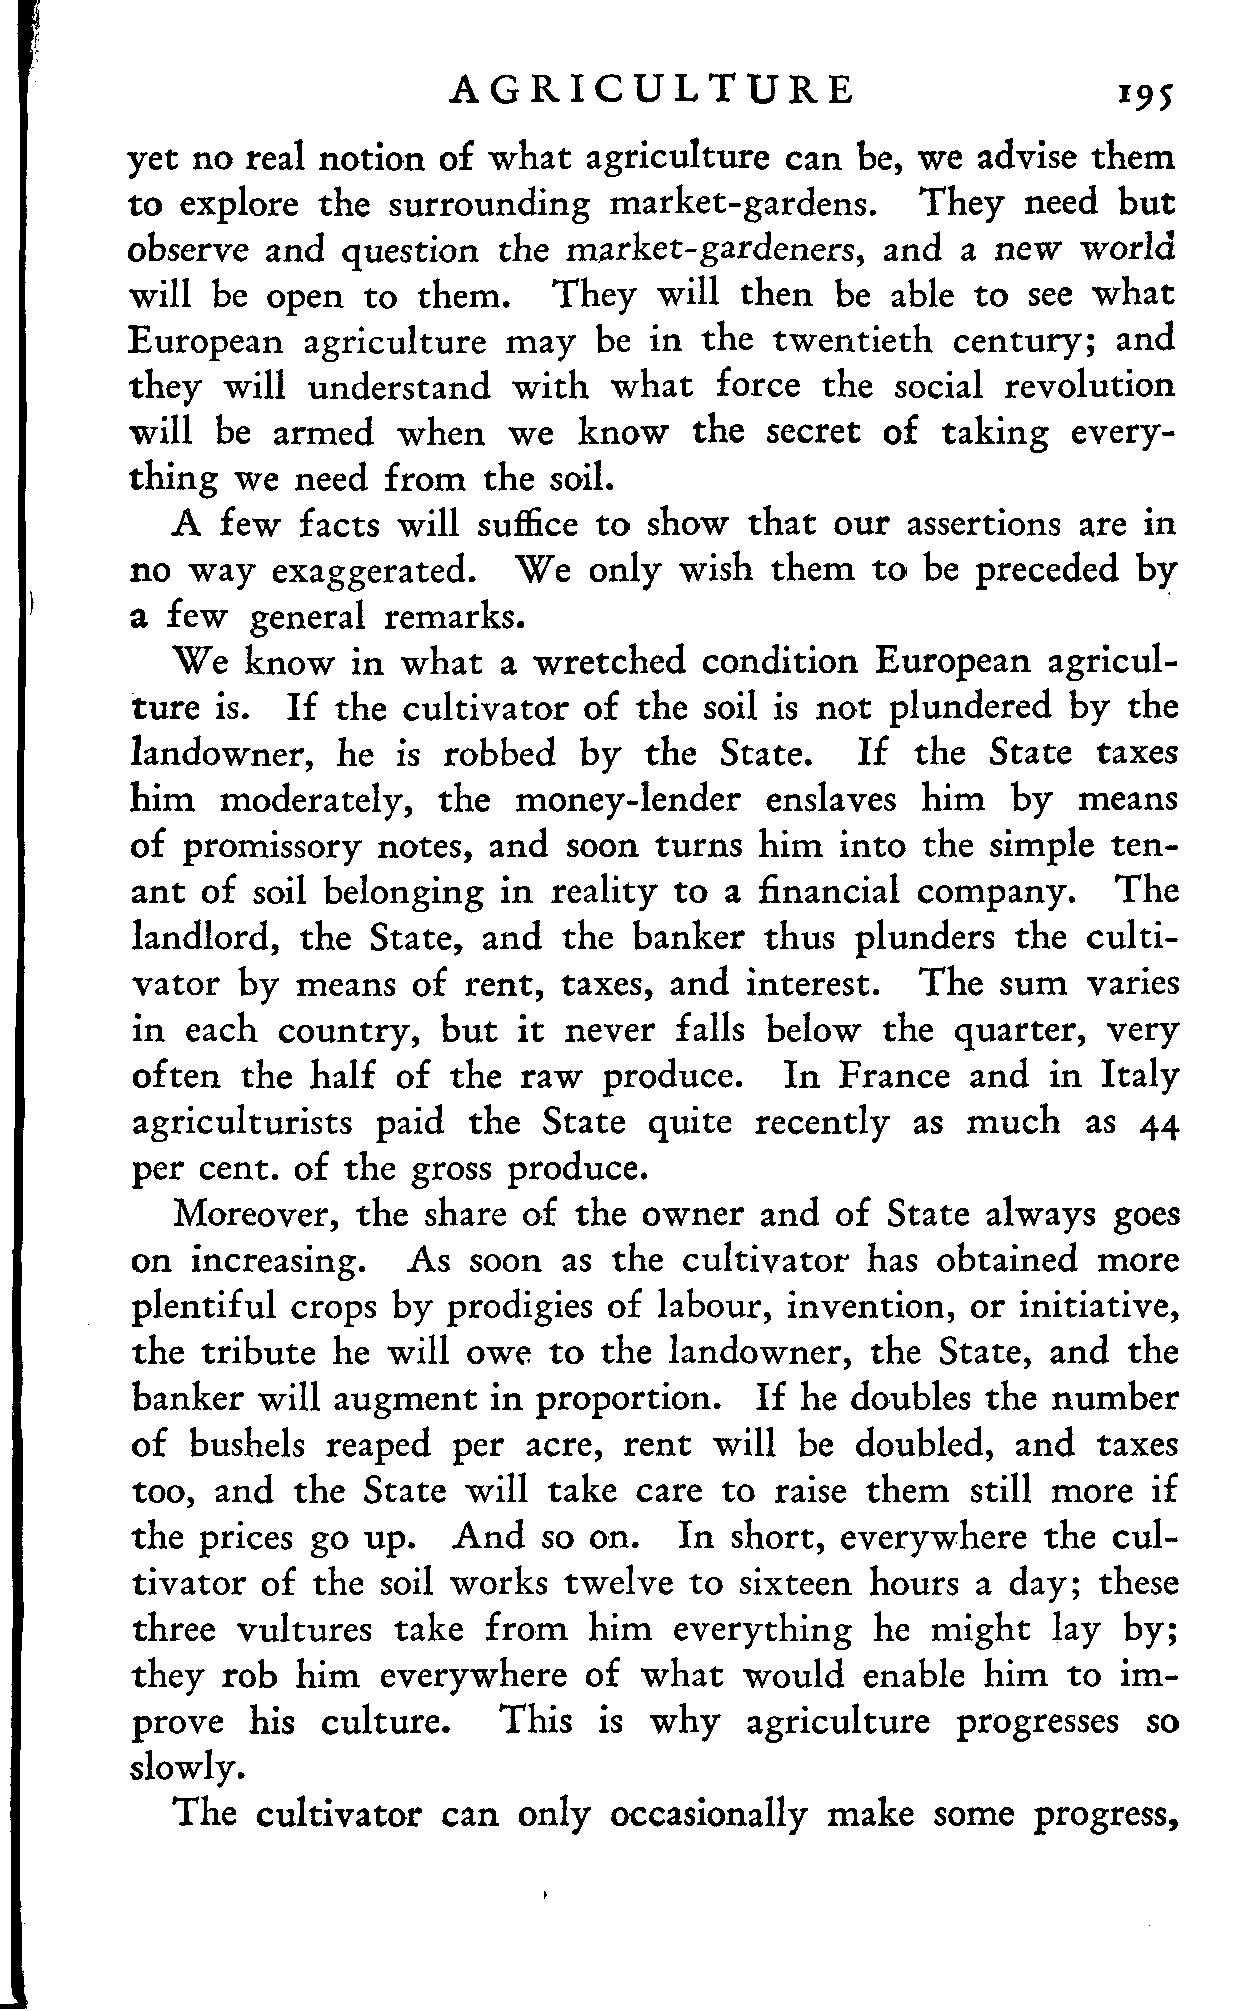 AGRICULTURE 195
yet no real notion of what agriculture can be, we advise them
to explore the surrounding market-gardens. They need but
observe and question the market-gardeners, and a new world
will be open to them. They will then be able to see what
European agriculture may be in the twentieth century; and
they will understand with what force the social revolution
will be armed when we know the secret of taking every-
thing we need from the soil.
A few facts will suffice to show that our assertions are in
no way exaggerated. We only wish them to be preceded by
a few general remarks.
We know in what a wretched condition European agricul-
ture is. If the cultivator of the soil is not plundered by the
landowner, he is robbed by the State. If the State taxes
him moderately, the money-lender enslaves him by means
of promissory notes, and soon turns him into the simple ten-
ant of soil belonging in reality to a financial company. The
landlord, the State, and the banker thus plunders the culti-
vator by means of rent, taxes, and interest. The sum varies
in each country, but it never falls below the quarter, very
often the half of the raw produce. In France and in Italy
agriculturists paid the State quite recently as much as 44
per cent. of the gross produce.
Moreover, the share of the owner and of State always goes
on increasing. As soon as the cultivator has obtained more
plentiful crops by prodigies of labour, invention, or initiative,
the tribute he will owe to the landowner, the State, and the
banker will augment in proportion. If he doubles the number
of bushels reaped per acre, rent will be doubled, and taxes
too, and the State will take care to raise them still more if
the prices go up. And so on. In short, everywhere the cul-
tivator of the soil works twelve to sixteen hours a day; these
three vultures take from him everything he might lay by;
they rob him everywhere of what would enable him to im-
prove his culture. This is why agriculture progresses so
slowly.
The cultivator can only occasionally make some progress,